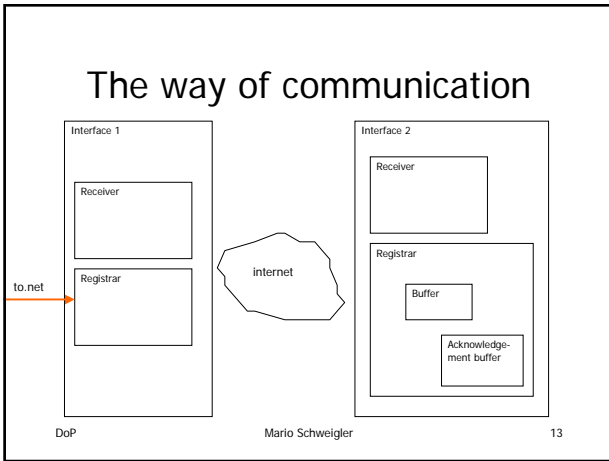 The way of communication
Interface 1
Receiver
Registrar
to.net
internet
Interface 2
Receiver
Registrar
Buffer
Acknowledge-
ment buffer
DoP
Mario Schweigler
13